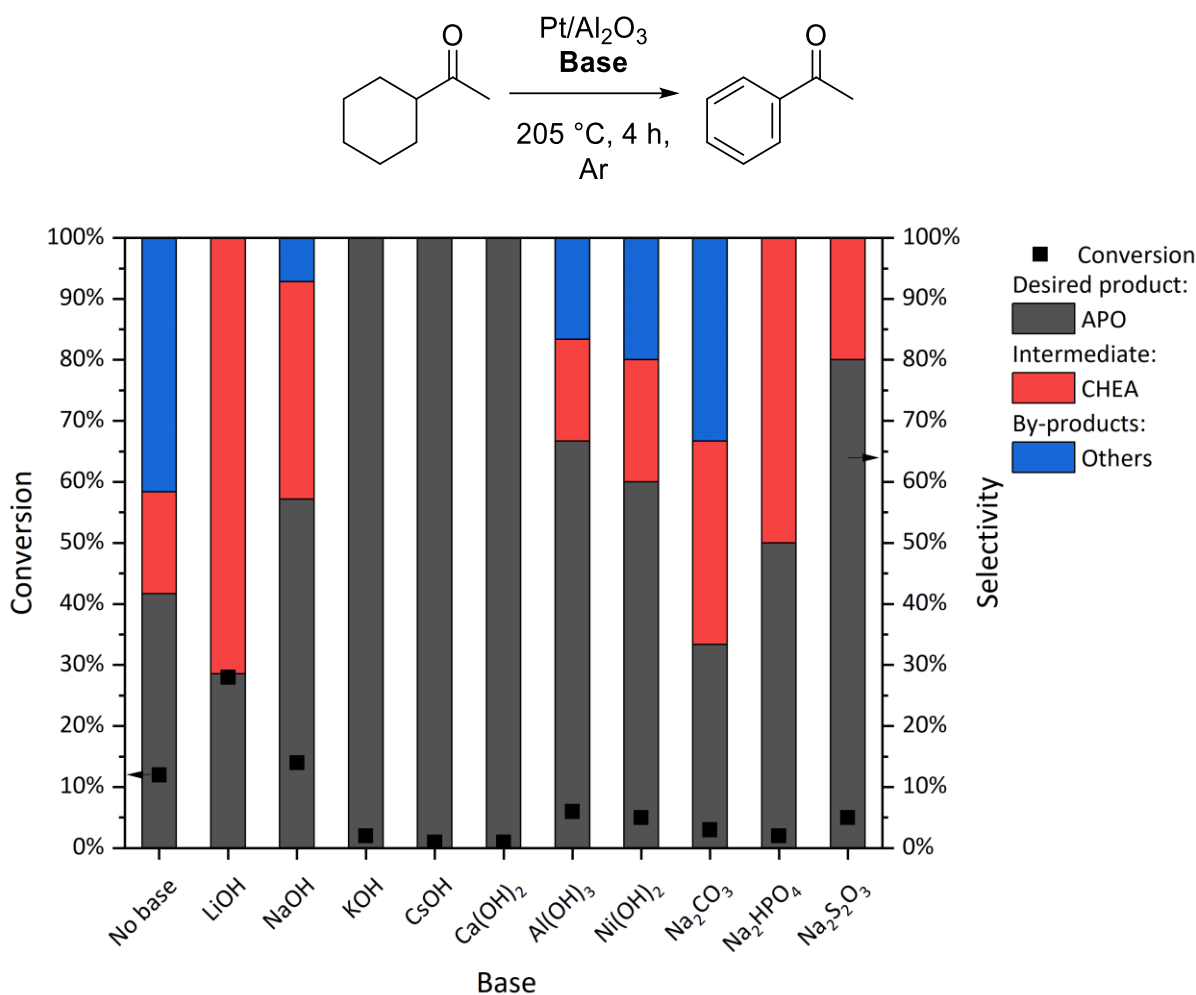 O
Pt/Al₂O₃
Base
205 °C, 4 h,
Ar
O
100%
90%
80%
70%
60%
50%
40%
30%
20%
10%
0%
Conversion
100%
90%
80%
70%
60%
50%
40%
30%
20%
10%
0%
Selectivity
No base
LiOH
NaOH
KOH
CsOH
Ca(OH)₂
Al(OH)₃
Ni(OH)₂
Na₂CO₃
Na₂HPO₄
Na₂S₂O₃
Base
Conversion
Desired product:
APO
Intermediate:
CHEA
By-products:
Others